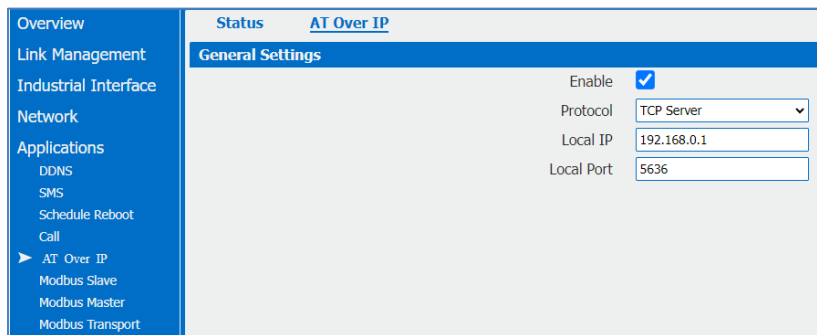 Overview
Link Management
Industrial Interface
Network
Applications
DDNS
SMS
Schedule Reboot
Call
AT Over IP
Modbus Slave
Modbus Master
Modbus Transport
Status AT Over IP
General Settings
Enable
Protocol TCP Server
Local IP 192.168.0.1
Local Port 5636